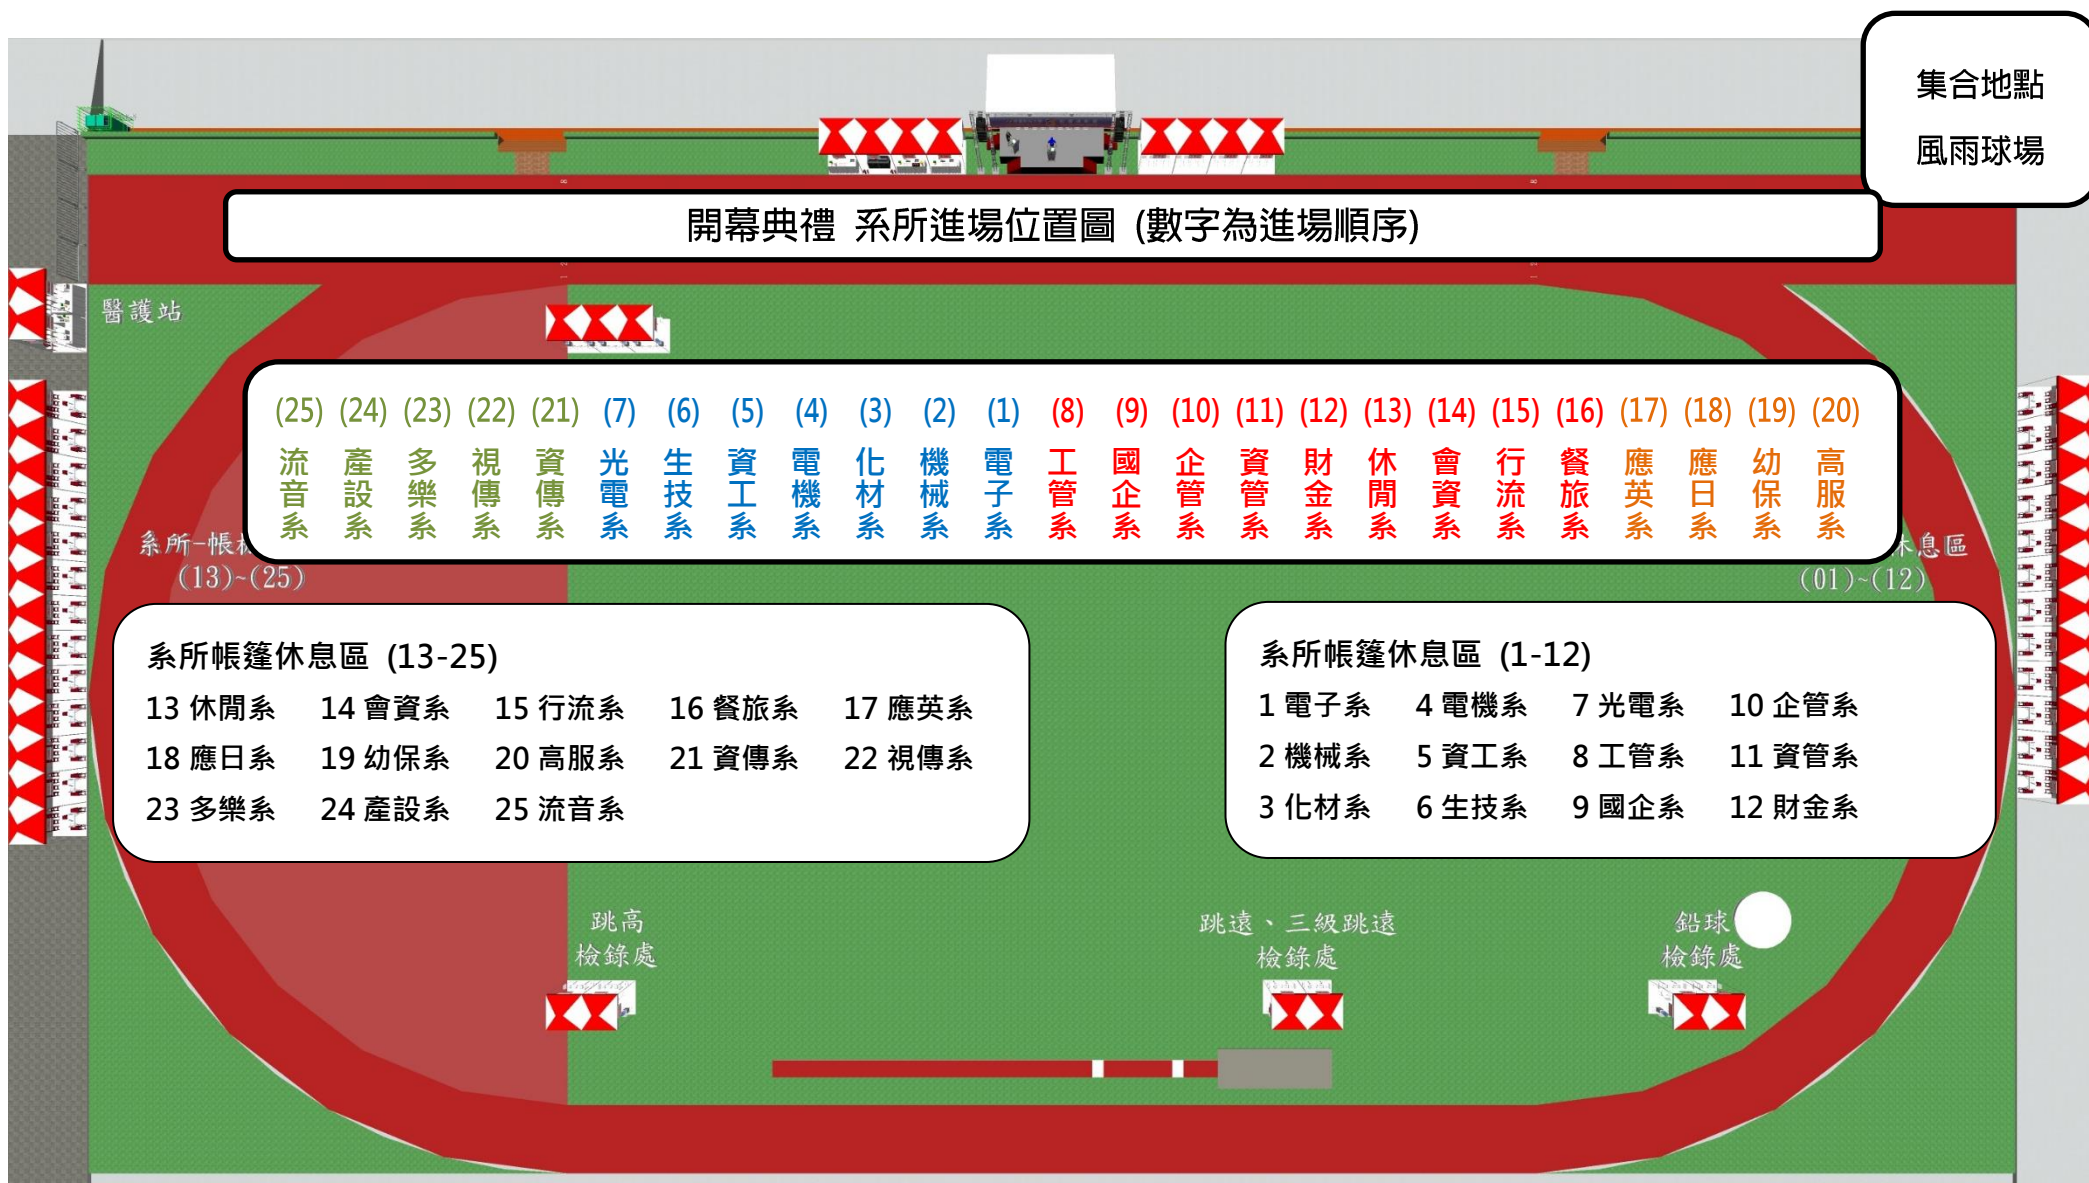 集合地點
風雨球場
開幕典禮 系所進場位置圖 (數字為進場順序)
醫護站
(25) (24) (23) (22) (21) (7) (6) (5) (4) (3) (2) (1) (8) (9) (10) (11) (12) (13) (14) (15) (16) (17) (18) (19) (20)
流音系 產設系 多樂系 視傳系 資傳系 光電系 生技系 資工系 電機系 化材系 機械系 電子系 工管系 國企系 企管系 資管系 財金系 休閒系 會資系 行流系 餐旅系 應英系 應日系 幼保系 高服系
系所-帳
(13)~(25)
休息區
(01)~(12)
系所帳篷休息區 (13-25)
13 休閒系 14 會資系 15 行流系 16 餐旅系 17 應英系
18 應日系 19 幼保系 20 高服系 21 資傳系 22 視傳系
23 多樂系 24 產設系 25 流音系
系所帳篷休息區 (1-12)
1 電子系 4 電機系 7 光電系 10 企管系
2 機械系 5 資工系 8 工管系 11 資管系
3 化材系 6 生技系 9 國企系 12 財金系
跳高
檢錄處
跳遠、三級跳遠
檢錄處
鉛球
檢錄處